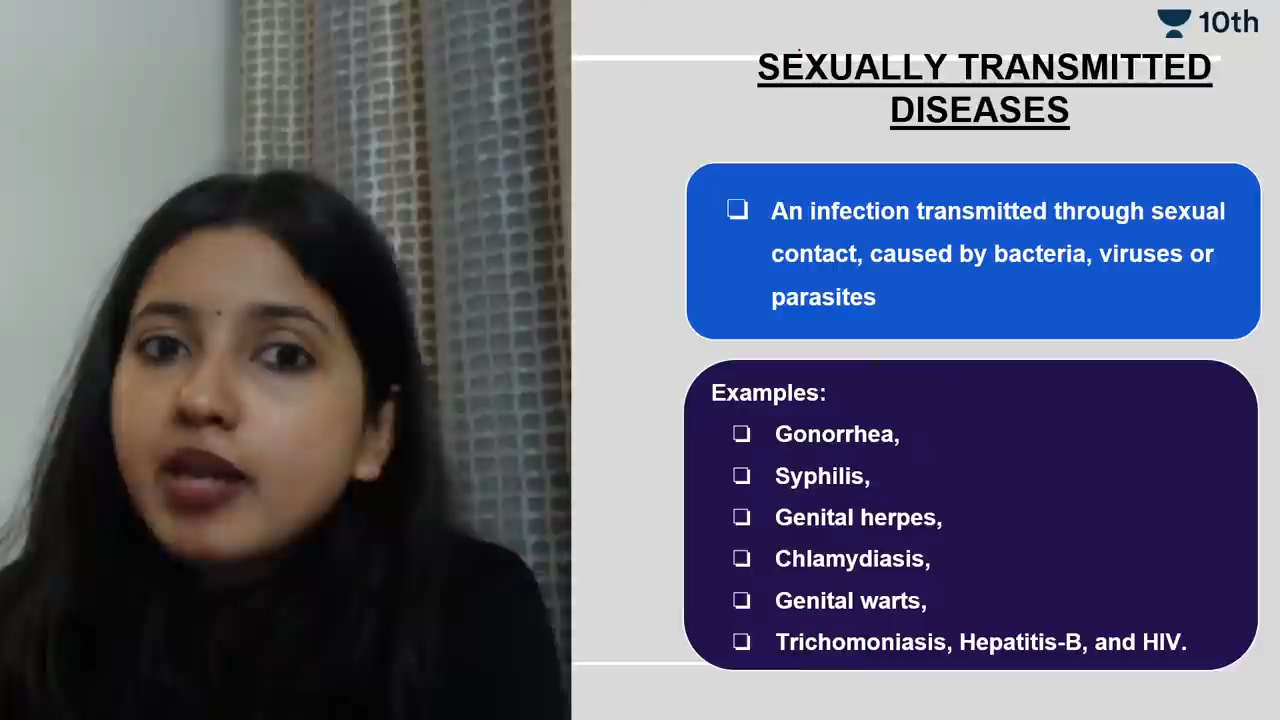 10th
SEXUALLY TRANSMITTED
DISEASES
❏ An infection transmitted through sexual
contact, caused by bacteria, viruses or
parasites
Examples:
❏ Gonorrhea,
❏ Syphilis,
❏ Genital herpes,
❏ Chlamydiasis,
❏ Genital warts,
❏ Trichomoniasis, Hepatitis-B, and HIV.